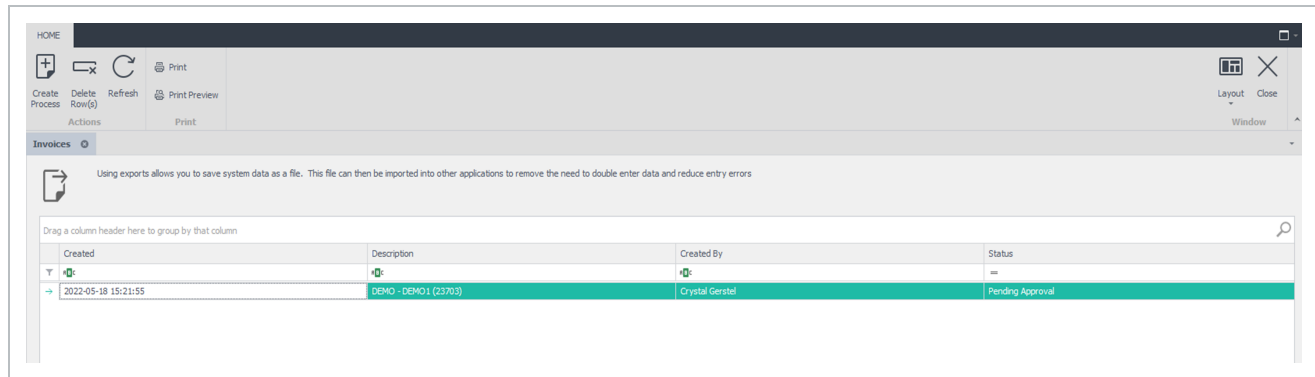 HOME
Create Process
Delete Row(s)
Refresh
Print
Print Preview
Layout
Close
Actions
Print
Window
Invoices
Using exports allows you to save system data as a file. This file can then be imported into other applications to remove the need to double enter data and reduce entry errors
Drag a column header here to group by that column
Created Description Created By Status
=
2022-05-18 15:21:55 DEMO - DEMO1 (23703) Crystal Gerstel Pending Approval